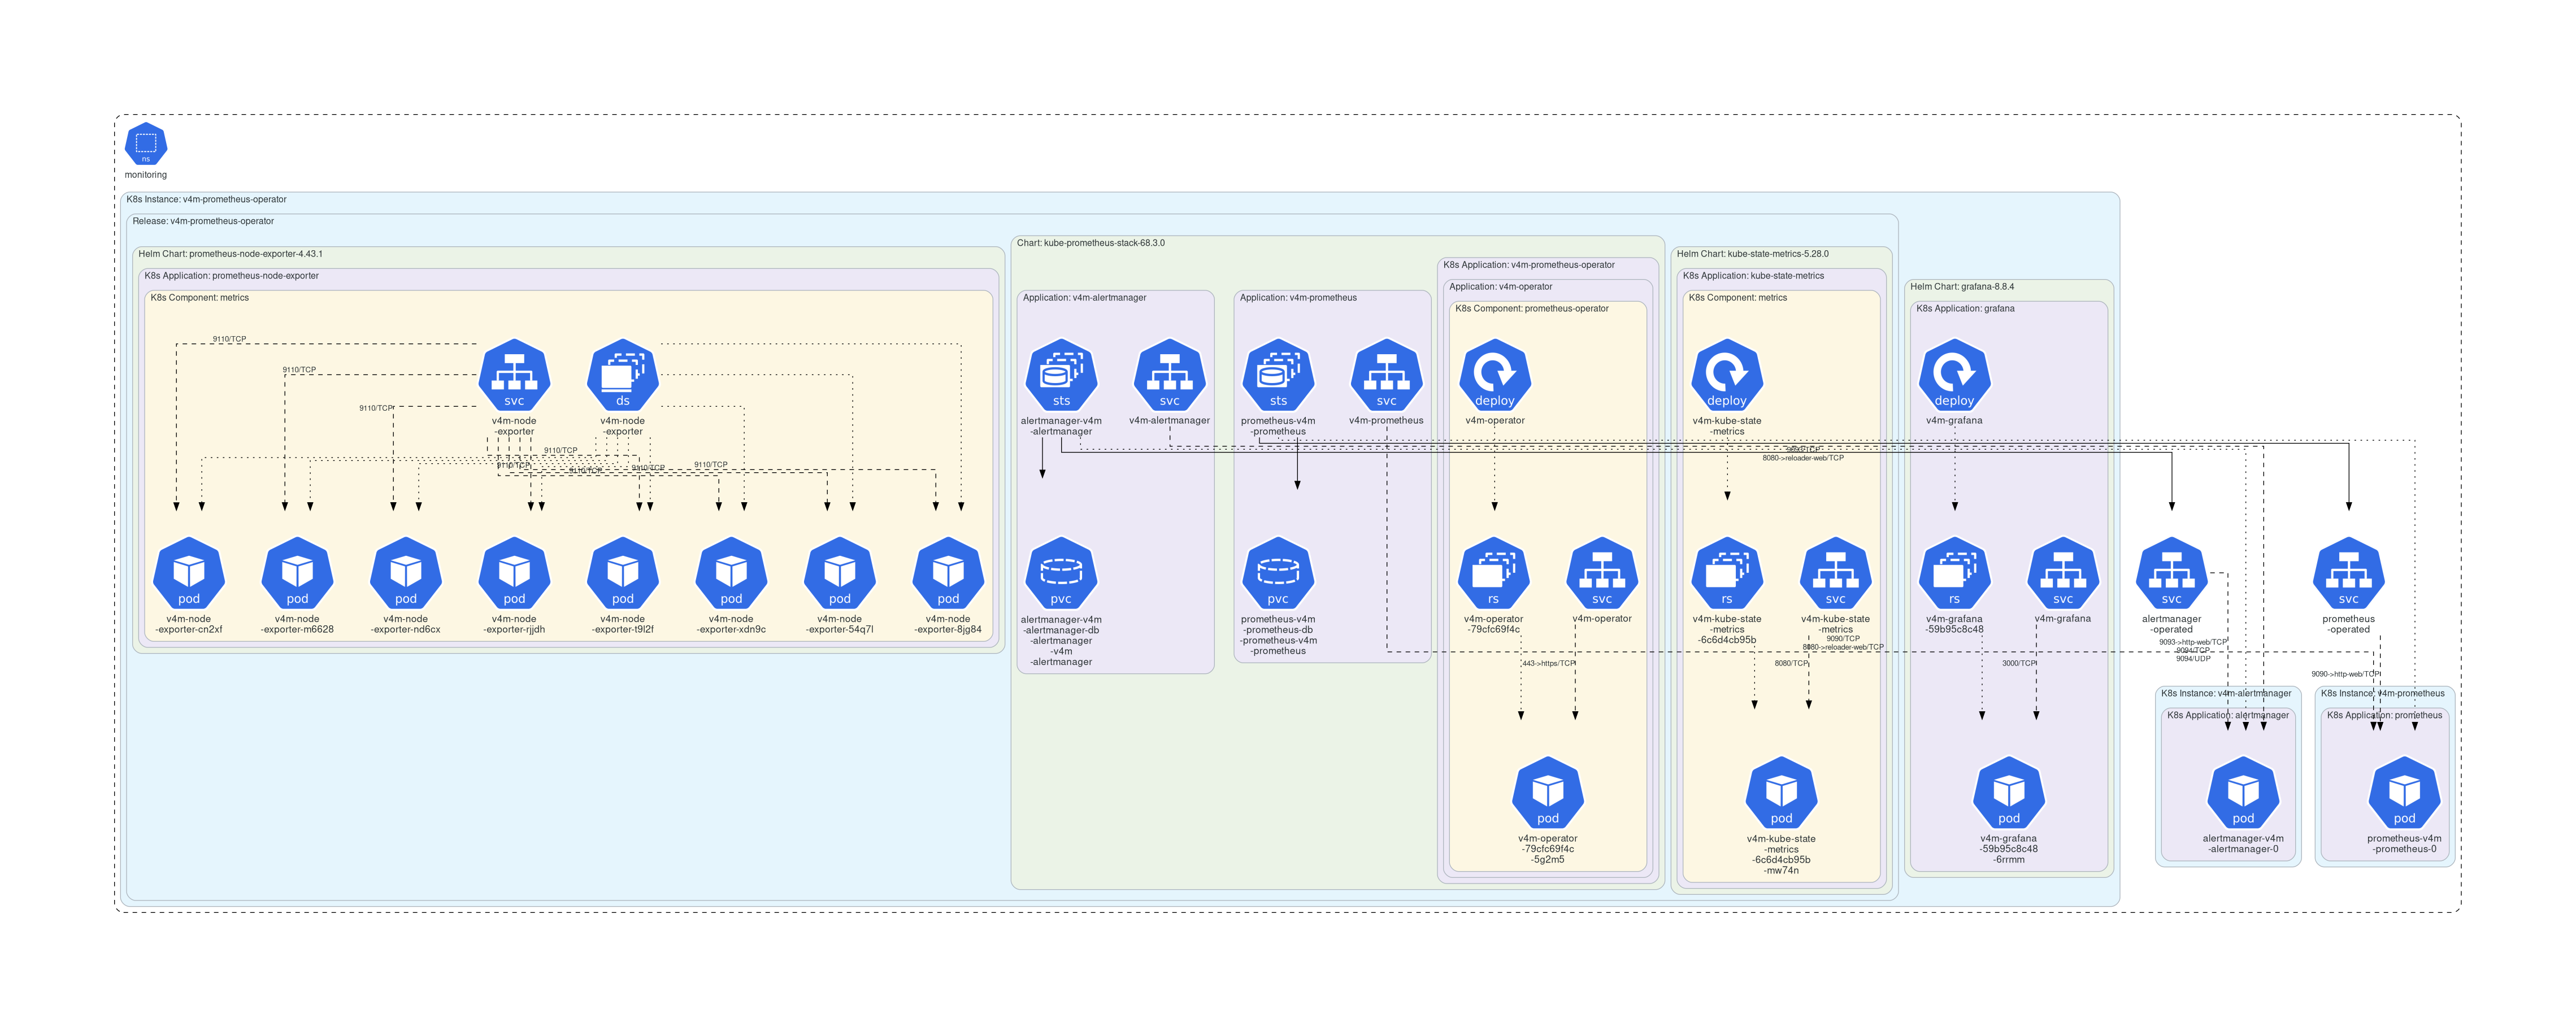 ns
monitoring
K8s Instance: v4m-prometheus-operator
Release: v4m-prometheus-operator
Helm Chart: prometheus-node-exporter-4.43.1
K8s Application: prometheus-node-exporter
K8s Component: metrics
9110/TCP
9110/TCP
9110/TCP
svc
v4m-node
-exporter
ds
v4m-node
-exporter
9110/TCP
9110/TCP
9110/TCP
9110/TCP
9110/TCP
pod
v4m-node
-exporter-cn2xf
pod
v4m-node
-exporter-m6628
pod
v4m-node
-exporter-nd6cx
pod
v4m-node
-exporter-rjjdh
pod
v4m-node
-exporter-t9l2f
pod
v4m-node
-exporter-xdn9c
pod
v4m-node
-exporter-54q7l
pod
v4m-node
-exporter-8jg84
Chart: kube-prometheus-stack-68.3.0
Application: v4m-alertmanager
sts
alertmanager-v4m
-alertmanager
svc
v4m-alertmanager
pvc
alertmanager-v4m
-alertmanager-db
-alertmanager
-v4m
-alertmanager
Application: v4m-prometheus
sts
prometheus-v4m
-prometheus
svc
v4m-prometheus
pvc
prometheus-v4m
-prometheus-db
-prometheus-v4m
-prometheus
K8s Application: v4m-prometheus-operator
Application: v4m-operator
K8s Component: prometheus-operator
deploy
v4m-operator
rs
v4m-operator
-79cfc69f4c
svc
v4m-operator
443->https/TCP
pod
v4m-operator
-79cfc69f4c
-5g2m5
Helm Chart: kube-state-metrics-5.28.0
K8s Application: kube-state-metrics
K8s Component: metrics
deploy
v4m-kube-state
-metrics
9093/TCP
8080->reloader-web/TCP
rs
v4m-kube-state
-metrics
-6c6d4cb95b
svc
v4m-kube-state
-metrics
9090/TCP
8080->reloader-web/TCP
8080/TCP
pod
v4m-kube-state
-metrics
-6c6d4cb95b
-mw74n
Helm Chart: grafana-8.8.4
K8s Application: grafana
deploy
v4m-grafana
rs
v4m-grafana
-59b95c8c48
svc
v4m-grafana
3000/TCP
pod
v4m-grafana
-59b95c8c48
-6rrmm
svc
alertmanager
-operated
9093->http-web/TCP
9094/TCP
9094/UDP
svc
prometheus
-operated
9090->http-web/TCP
K8s Instance: v4m-alertmanager
K8s Application: alertmanager
pod
alertmanager-v4m
-alertmanager-0
K8s Instance: v4m-prometheus
K8s Application: prometheus
pod
prometheus-v4m
-prometheus-0